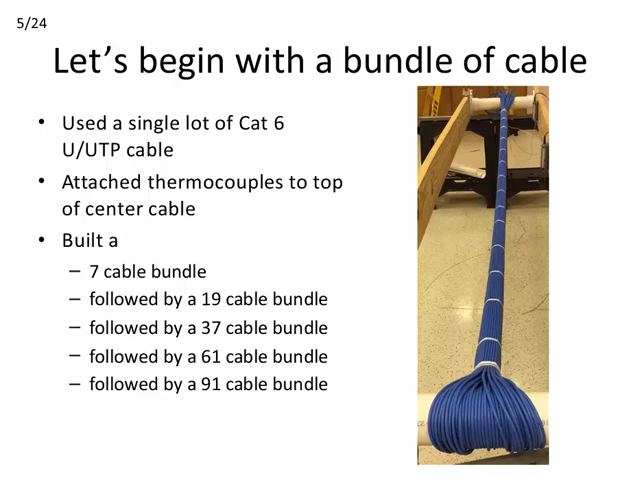 5/24
Let's begin with a bundle of cable
• Used a single lot of Cat 6
U/UTP cable
• Attached thermocouples to top
of center cable
• Built a
– 7 cable bundle
– followed by a 19 cable bundle
– followed by a 37 cable bundle
– followed by a 61 cable bundle
– followed by a 91 cable bundle